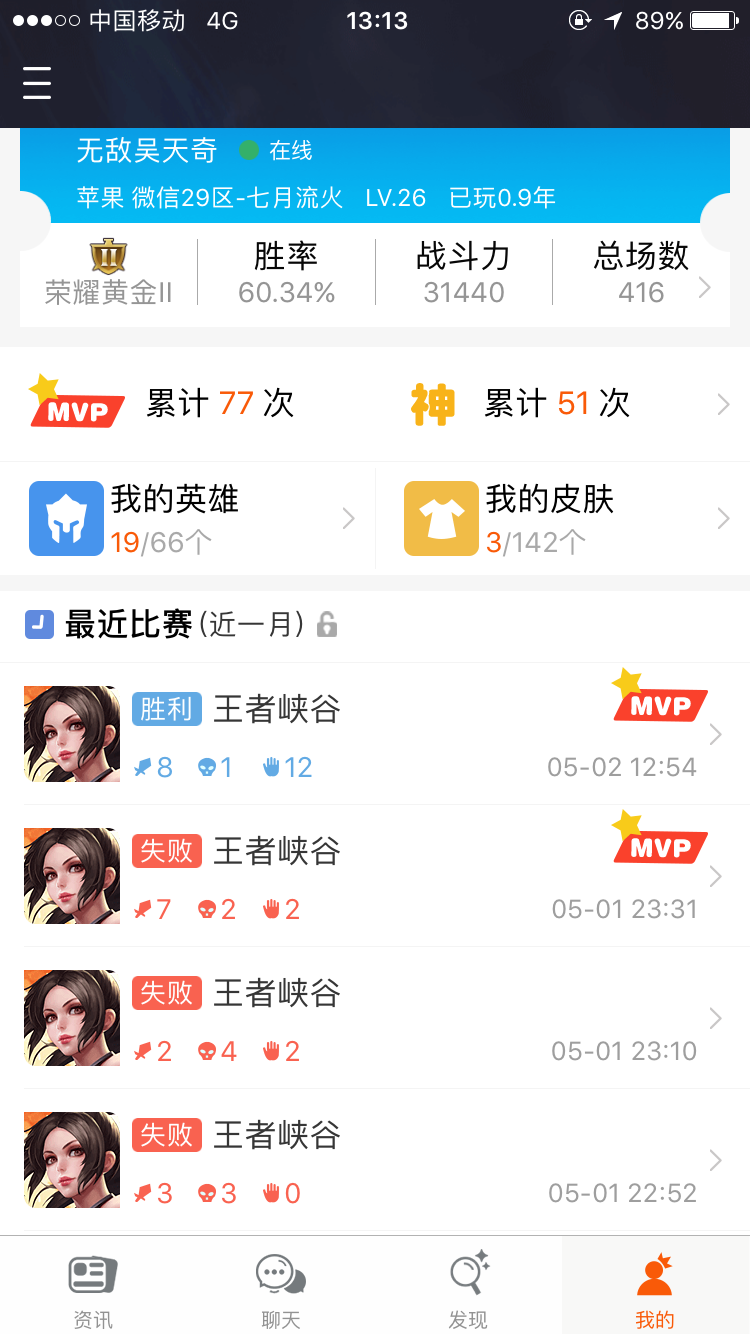 中国移动 4G 13:13 89%
无敌吴天奇 在线
苹果 微信29区-七月流火 LV.26 已玩0.9年
胜率 战斗力 总场数
荣耀黄金II 60.34% 31440 416
MVP 累计 77 次 神 累计 51 次
我的英雄 我的皮肤
19/66个 3/142个
最近比赛(近一月)
胜利 王者峡谷 MVP
8 1 12 05-02 12:54
失败 王者峡谷 MVP
7 2 2 05-01 23:31
失败 王者峡谷
2 4 2 05-01 23:10
失败 王者峡谷
3 3 0 05-01 22:52
资讯 聊天 发现 我的